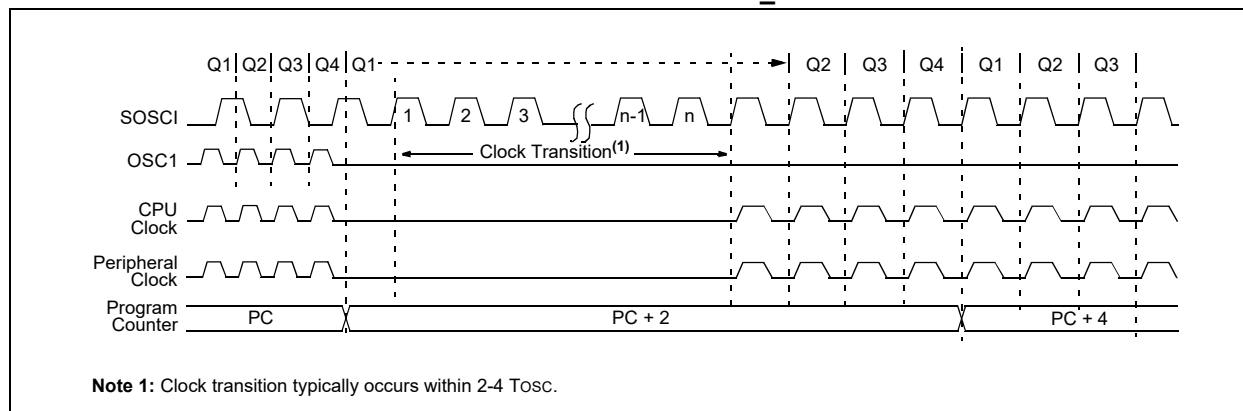 Q1 Q2 Q3 Q4 Q1 Q2 Q3 Q4 Q1 Q2 Q3
SOSCI 1 2 3 n-1 n
OSC1 Clock Transition(1)
CPU
Clock
Peripheral
Clock
Program
Counter PC PC + 2 PC + 4
Note 1: Clock transition typically occurs within 2-4 TOSC.